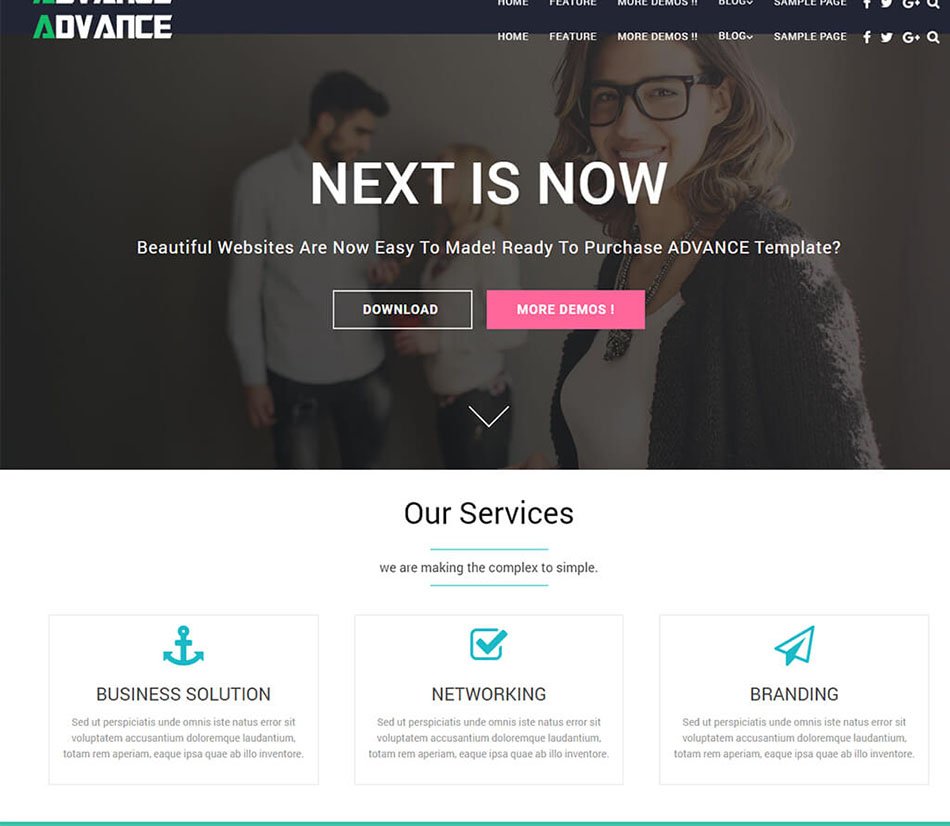 ADVANCE
HOME FEATURE MORE DEMOS !! BLOG SAMPLE PAGE G+
ADVANCE
HOME FEATURE MORE DEMOS !! BLOG SAMPLE PAGE G+
NEXT IS NOW
Beautiful Websites Are Now Easy To Made! Ready To Purchase ADVANCE Template?
DOWNLOAD MORE DEMOS !
Our Services
we are making the complex to simple.
BUSINESS SOLUTION
Sed ut perspiciatis unde omnis iste natus error sit
voluptatem accusantium doloremque laudantium,
totam rem aperiam, eaque ipsa quae ab illo inventore.
NETWORKING
Sed ut perspiciatis unde omnis iste natus error sit
voluptatem accusantium doloremque laudantium,
totam rem aperiam, eaque ipsa quae ab illo inventore.
BRANDING
Sed ut perspiciatis unde omnis iste natus error sit
voluptatem accusantium doloremque laudantium,
totam rem aperiam, eaque ipsa quae ab illo inventore.